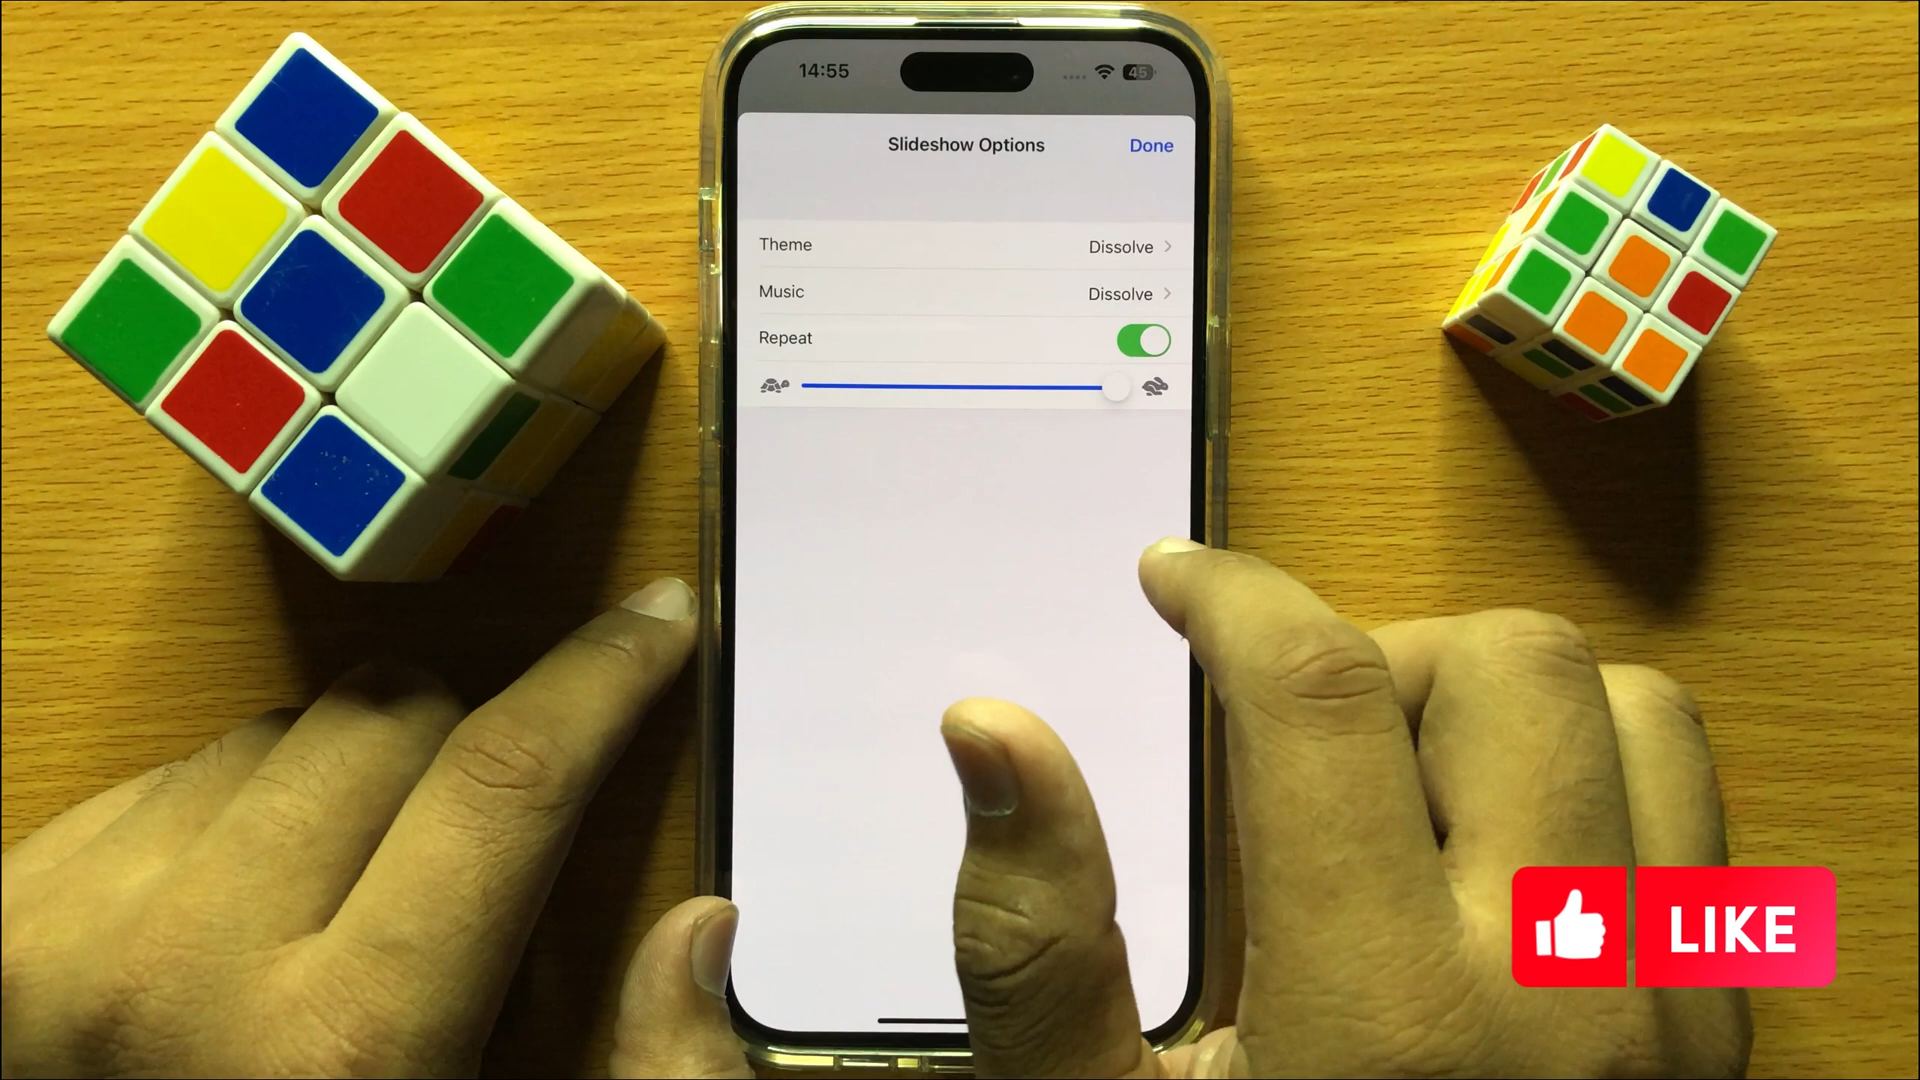 14:55
45
Slideshow Options
Done
Theme
Dissolve
Music
Dissolve
Repeat
LIKE